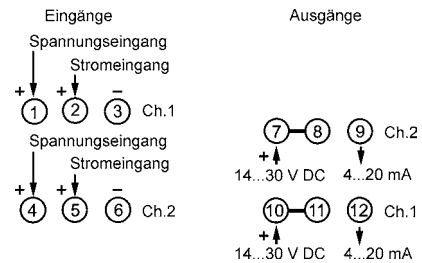 Eingänge
Spannungseingang
Stromeingang
+ 1 + 2 − 3 Ch.1
Spannungseingang
Stromeingang
+ 4 + 5 − 6 Ch.2
Ausgänge
7 8 9 Ch.2
+
14...30 V DC 4...20 mA
10 11 12 Ch.1
+
14...30 V DC 4...20 mA